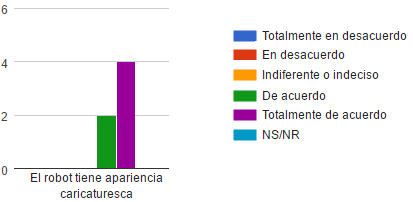 6
4
2
0
El robot tiene apariencia
caricaturesca
Totalmente en desacuerdo
En desacuerdo
Indiferente o indeciso
De acuerdo
Totalmente de acuerdo
NS/NR